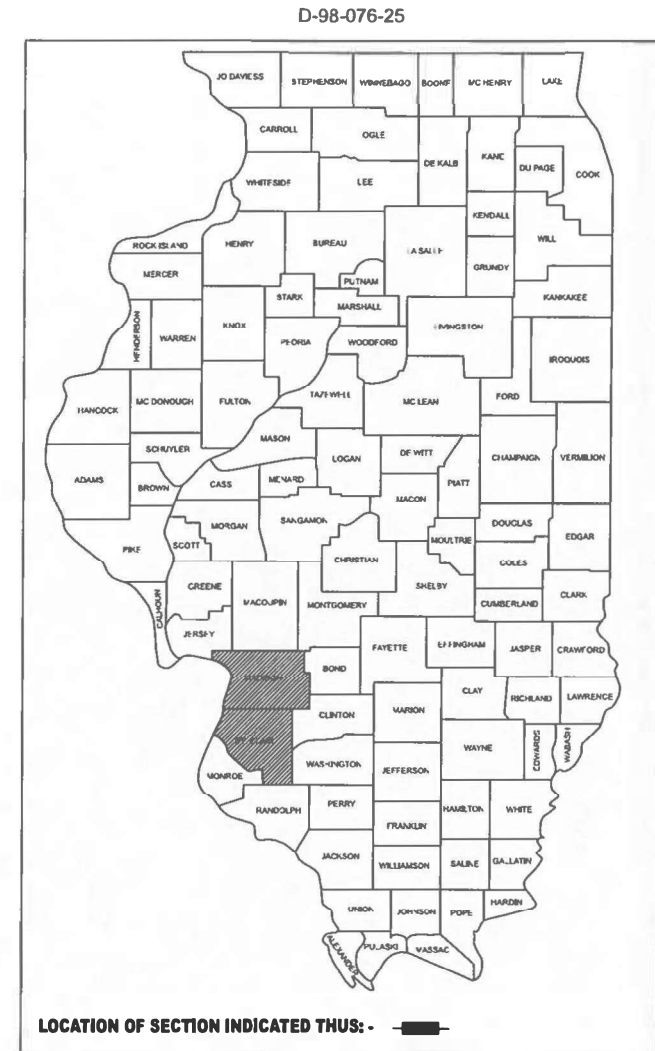 D-98-076-25
JO DAVIESS STEPHENSON WINNEBAGO BOONE MC HENRY LAKE
CARROLL OGLE DE KALB KANE DU PAGE COOK
WHITESIDE LEE
KENDALL WILL
ROCK ISLAND HENRY BUREAU LA SALLE GRUNDY
MERCER PUTNAM
STARK MARSHALL KANKAKEE
HENDERSON WARREN KNOX PEORIA WOODFORD LIVINGSTON IROQUOIS
HANCOCK MC DONOUGH FULTON TAZEWELL MC LEAN FORD
MASON
SCHUYLER LOGAN DE WITT CHAMPAIGN VERMILION
ADAMS BROWN CASS MENARD PIATT
MACON
MORGAN SANGAMON DOUGLAS EDGAR
PIKE SCOTT CHRISTIAN MOULTRIE COLES
CALHOUN GREENE MACOUPIN MONTGOMERY SHELBY CUMBERLAND CLARK
JERSEY FAYETTE EFFINGHAM JASPER CRAWFORD
MADISON BOND
CLAY RICHLAND LAWRENCE
CLINTON MARION
ST. CLAIR WAYNE EDWARDS WABASH
MONROE WASHINGTON JEFFERSON
RANDOLPH PERRY HAMILTON WHITE
FRANKLIN
JACKSON WILLIAMSON SALINE GALLATIN
UNION JOHNSON POPE HARDIN
ALEXANDER PULASKI MASSAC
LOCATION OF SECTION INDICATED THUS: -